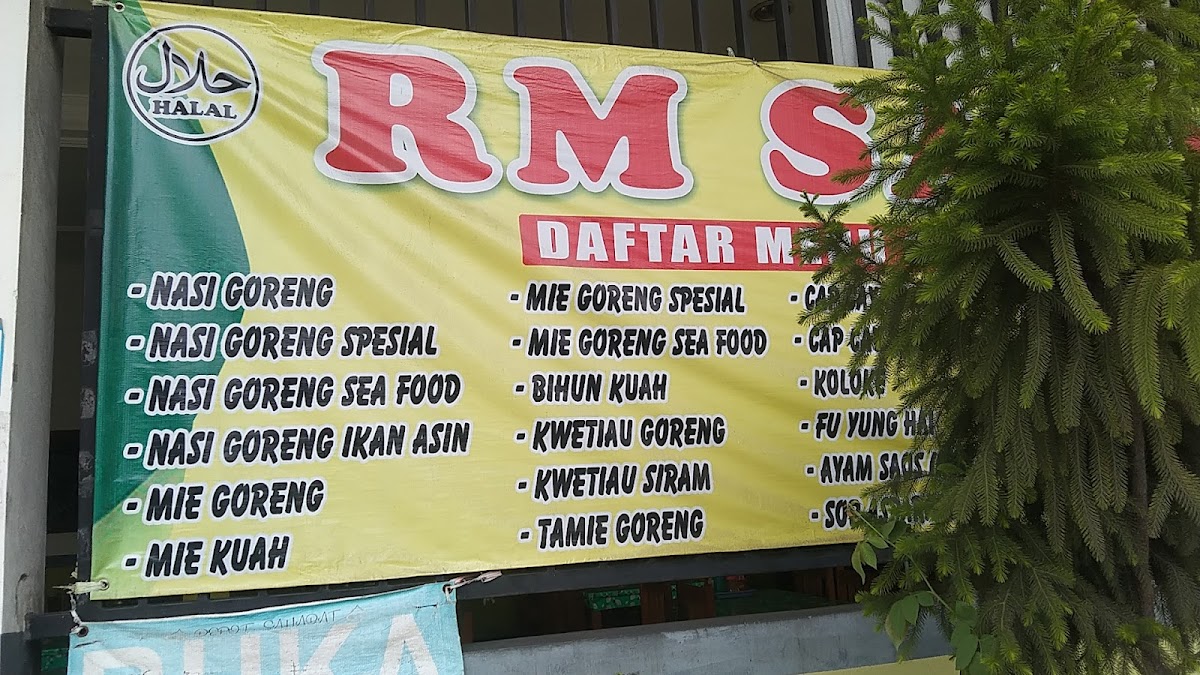 حلال
HALAL
RM
DAFTAR
- NASI GORENG
- NASI GORENG SPESIAL
- NASI GORENG SEA FOOD
- NASI GORENG IKAN ASIN
- MIE GORENG
- MIE KUAH
- MIE GORENG SPESIAL
- MIE GORENG SEA FOOD
- BIHUN KUAH
- KWETIAU GORENG
- KWETIAU SIRAM
- TAMIE GORENG
- CAP
- CAP
- FU YUNG
- AYAM
BUKA